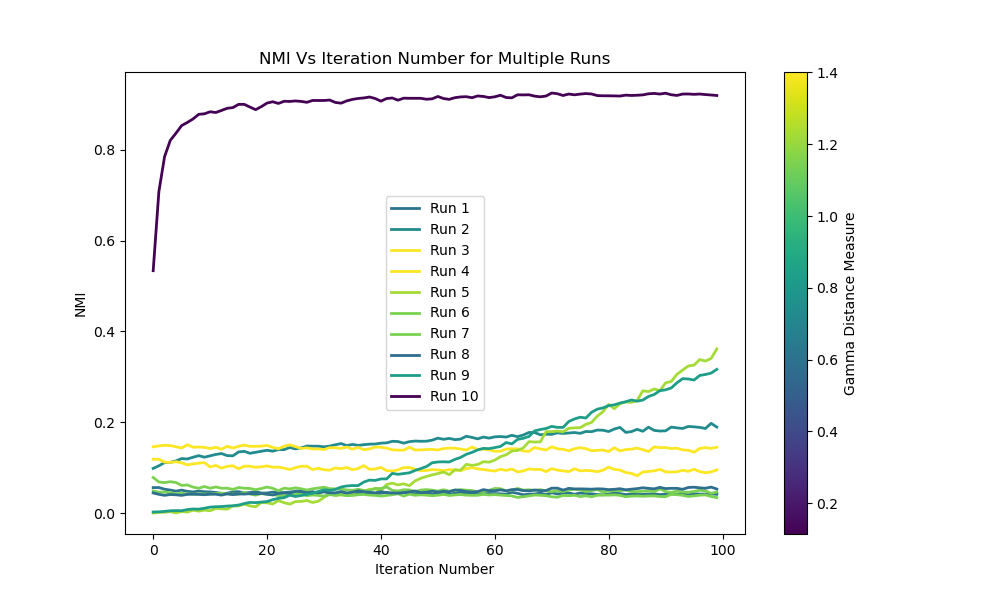 NMI Vs Iteration Number for Multiple Runs
NMI
0.8
0.6
0.4
0.2
0.0
Run 1
Run 2
Run 3
Run 4
Run 5
Run 6
Run 7
Run 8
Run 9
Run 10
0 20 40 60 80 100
Iteration Number
1.4
1.2
1.0
0.8
0.6
0.4
0.2
Gamma Distance Measure